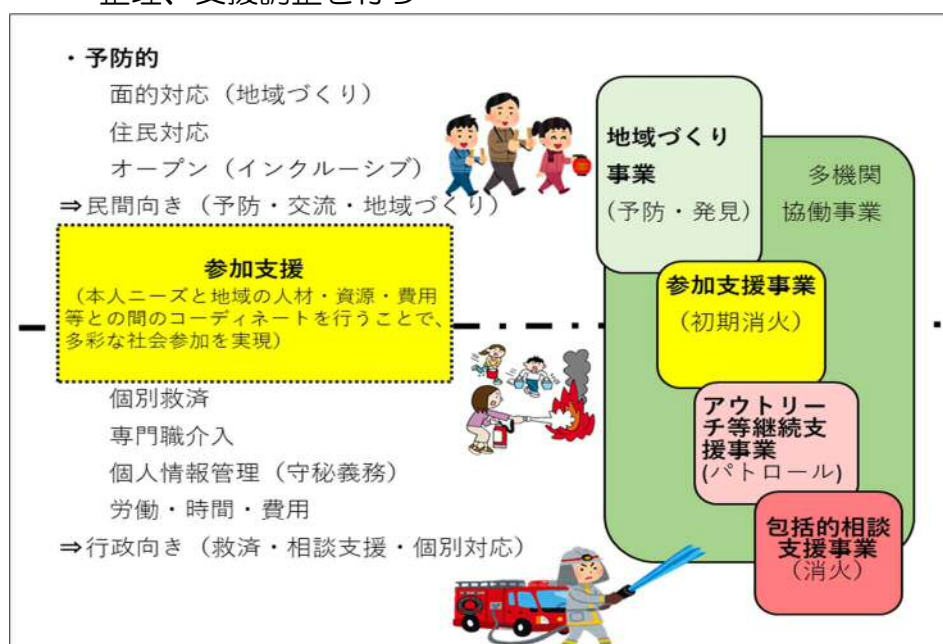 整理、支援調整を行う
・予防的
面的対応（地域づくり）
住民対応
オープン（インクルーシブ）
⇒民間向き（予防・交流・地域づくり）
参加支援
（本人ニーズと地域の人材・資源・費用
等との間のコーディネートを行うことで、
多彩な社会参加を実現）
個別救済
専門職介入
個人情報管理（守秘義務）
労働・時間・費用
⇒行政向き（救済・相談支援・個別対応）
地域づくり
事業
(予防・発見)
多機関
協働事業
参加支援事業
（初期消火）
アウトリー
チ等継続支
援事業
(パトロール)
包括的相談
支援事業
（消火）